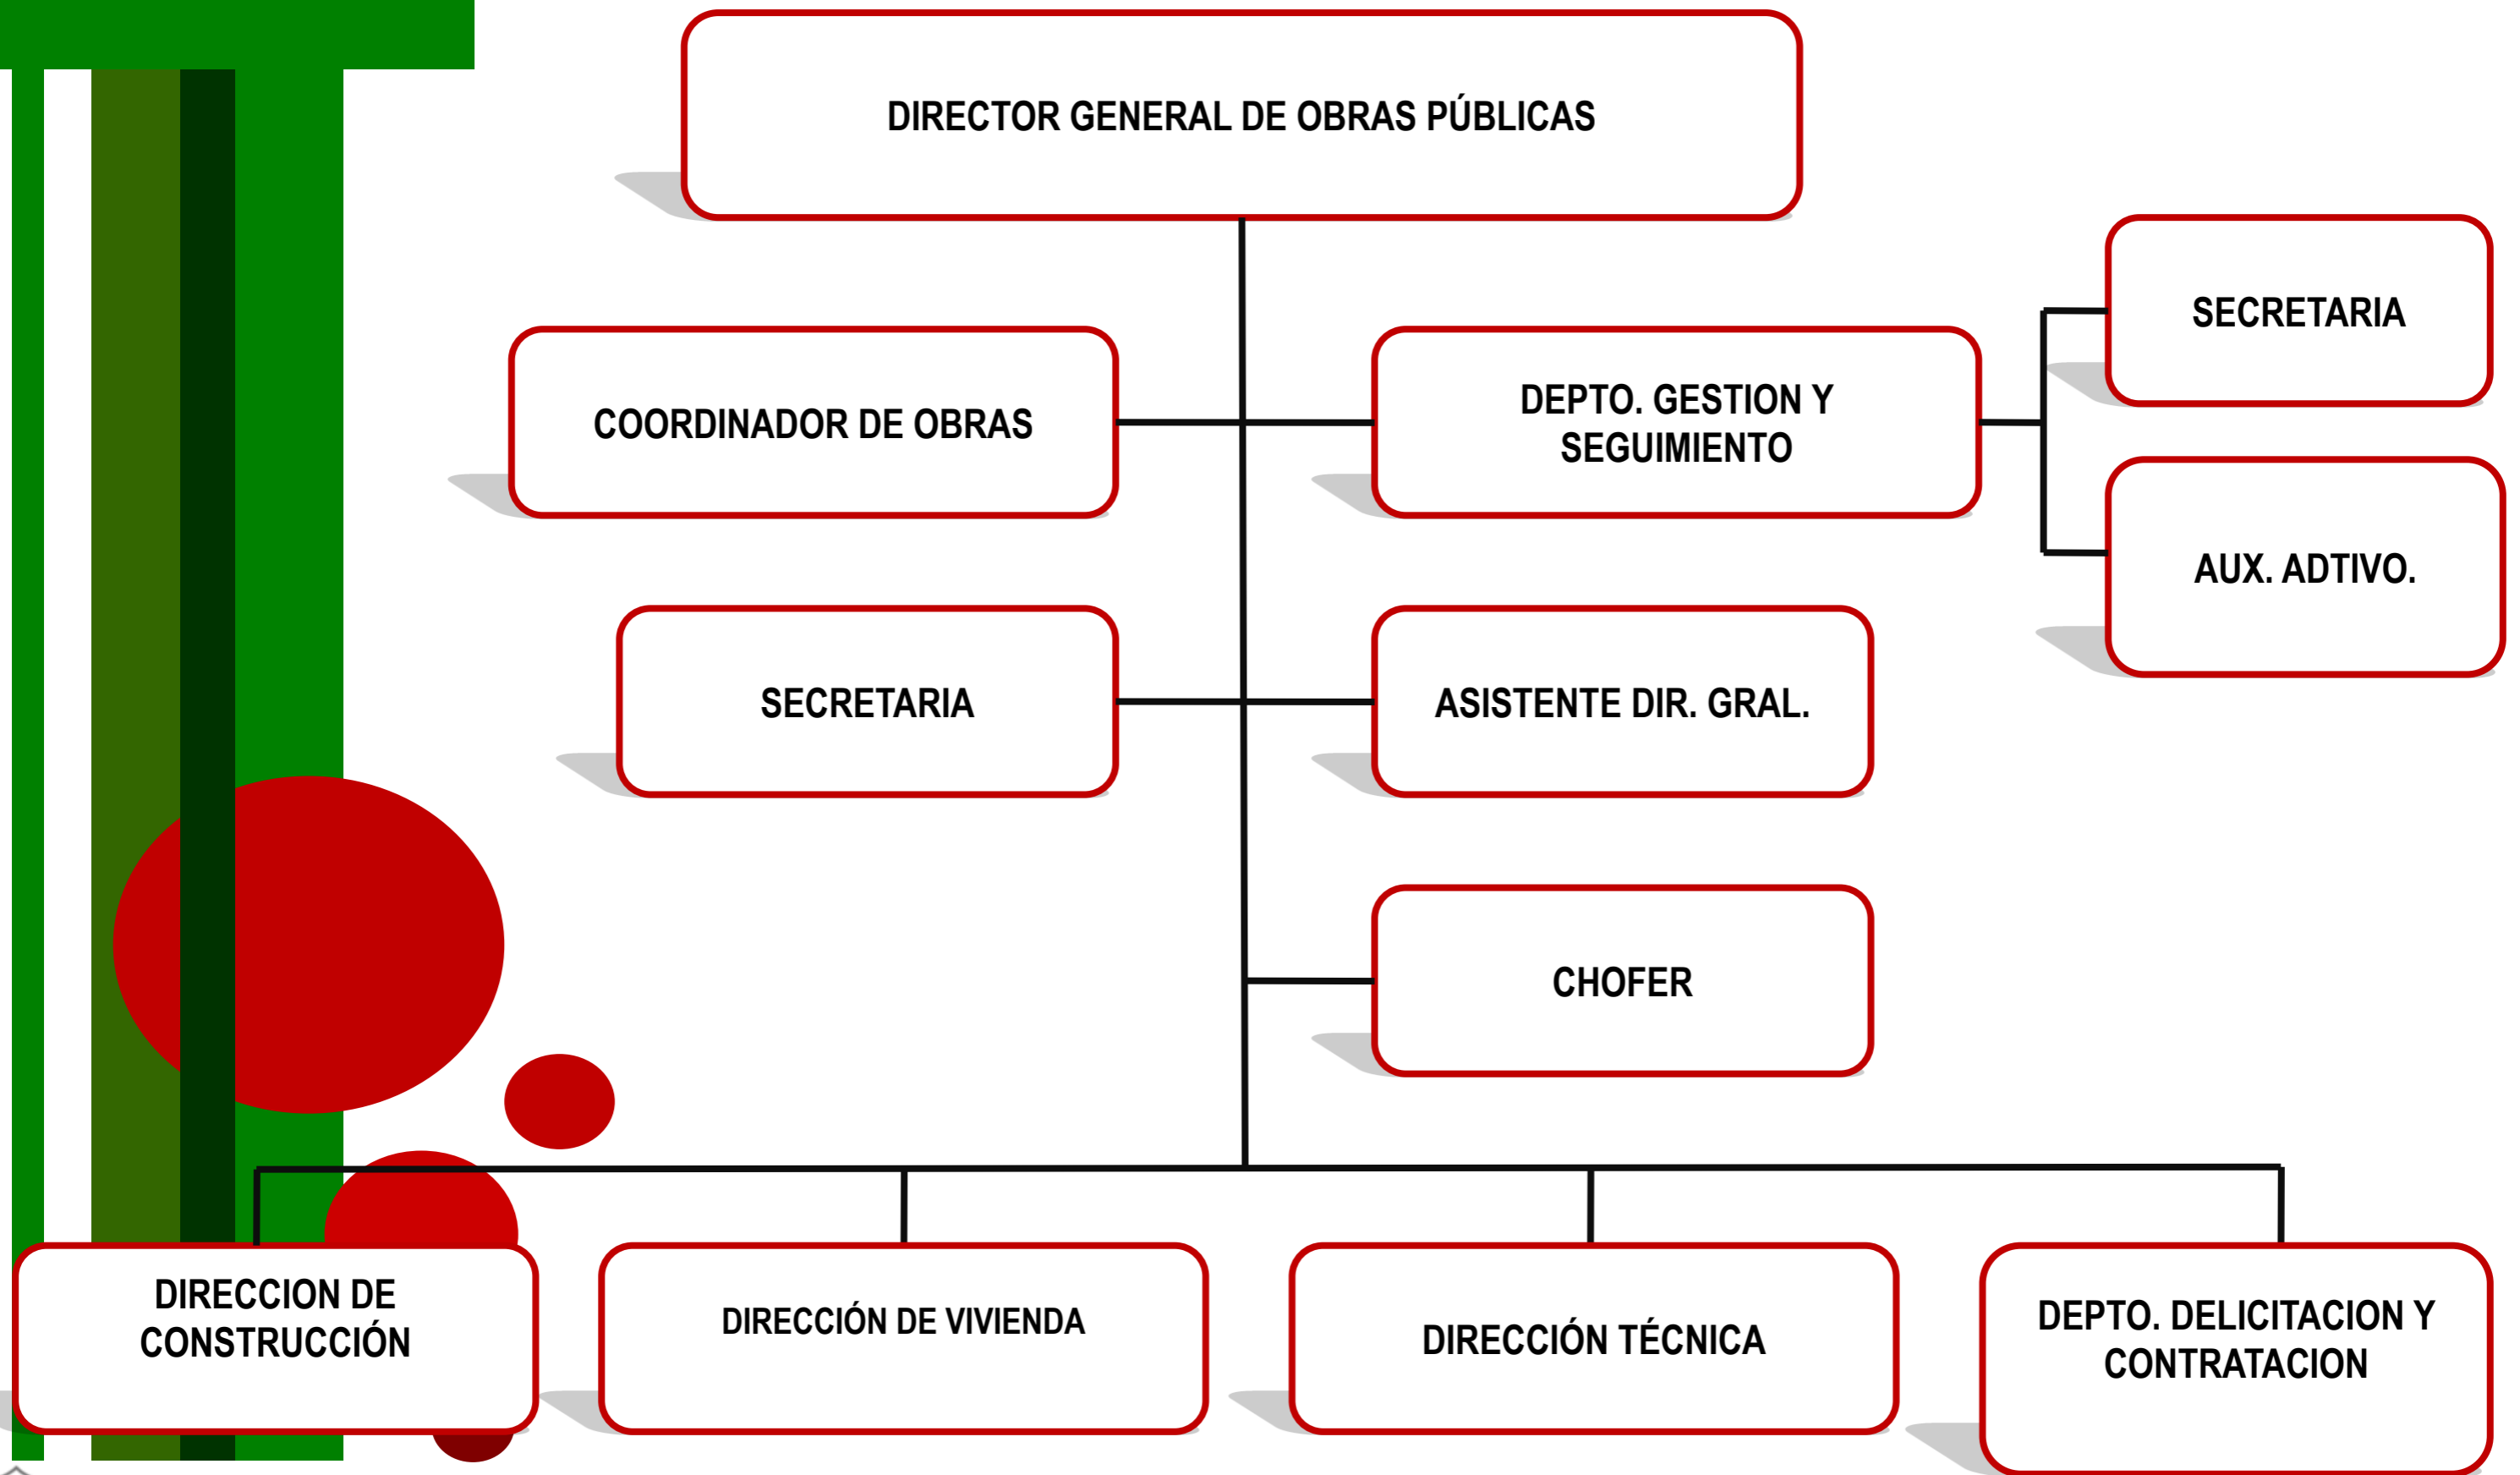 DIRECTOR GENERAL DE OBRAS PÚBLICAS
SECRETARIA
COORDINADOR DE OBRAS
DEPTO. GESTION Y
SEGUIMIENTO
AUX. ADTIVO.
SECRETARIA
ASISTENTE DIR. GRAL.
CHOFER
DIRECCION DE
CONSTRUCCIÓN
DIRECCIÓN DE VIVIENDA
DIRECCIÓN TÉCNICA
DEPTO. DELICITACION Y
CONTRATACION